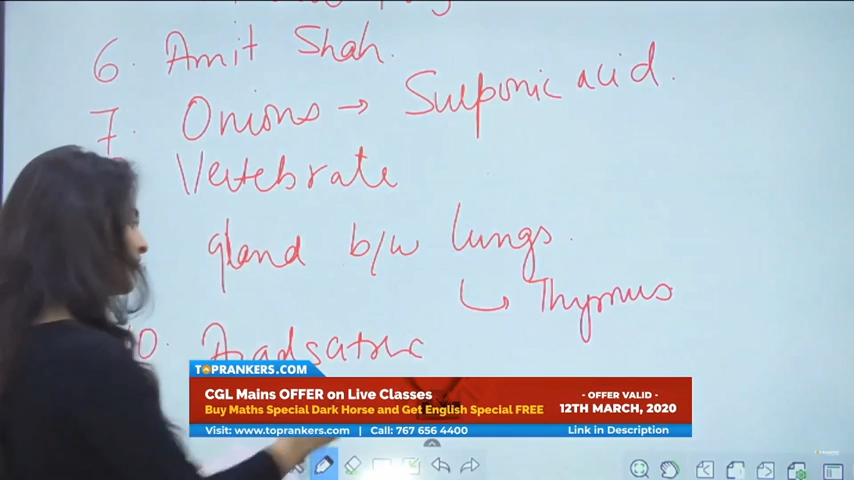 6. Amit Shah.
7. Onions → Sulponic acid.
Vertebrate
gland b/w lungs.
↳ Thymus
10.
TOPRANKERS.COM
CGL Mains OFFER on Live Classes
Buy Maths Special Dark Horse and Get English Special FREE
- OFFER VALID -
12TH MARCH, 2020
Visit: www.toprankers.com | Call: 767 656 4400
Link in Description